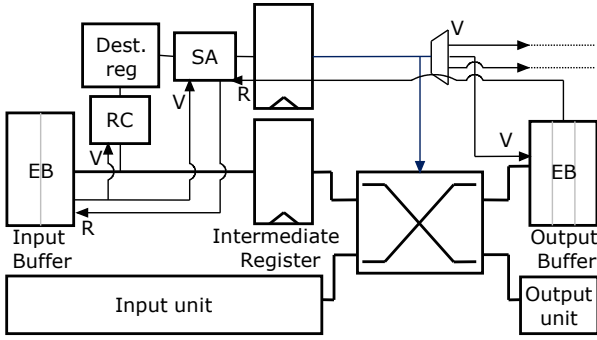 V
Dest.
reg
SA
R
V
RC
V
V
EB
EB
R
Input
Buffer
Intermediate
Register
Output
Buffer
Input unit
Output
unit